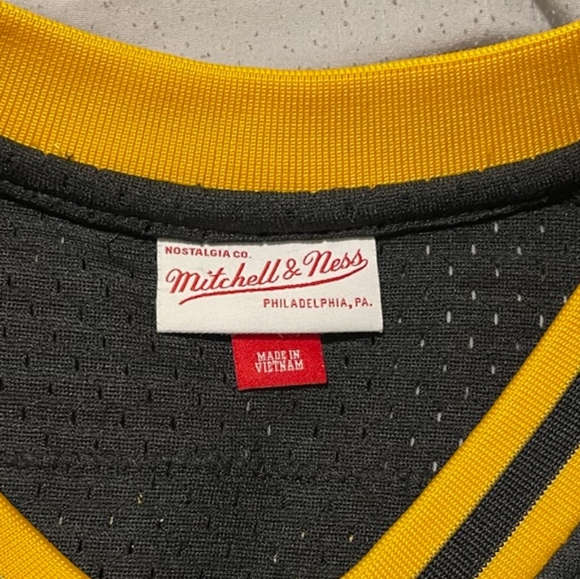 NOSTALGIA CO.
Mitchell & Ness
PHILADELPHIA, PA.
MADE IN
VIETNAM